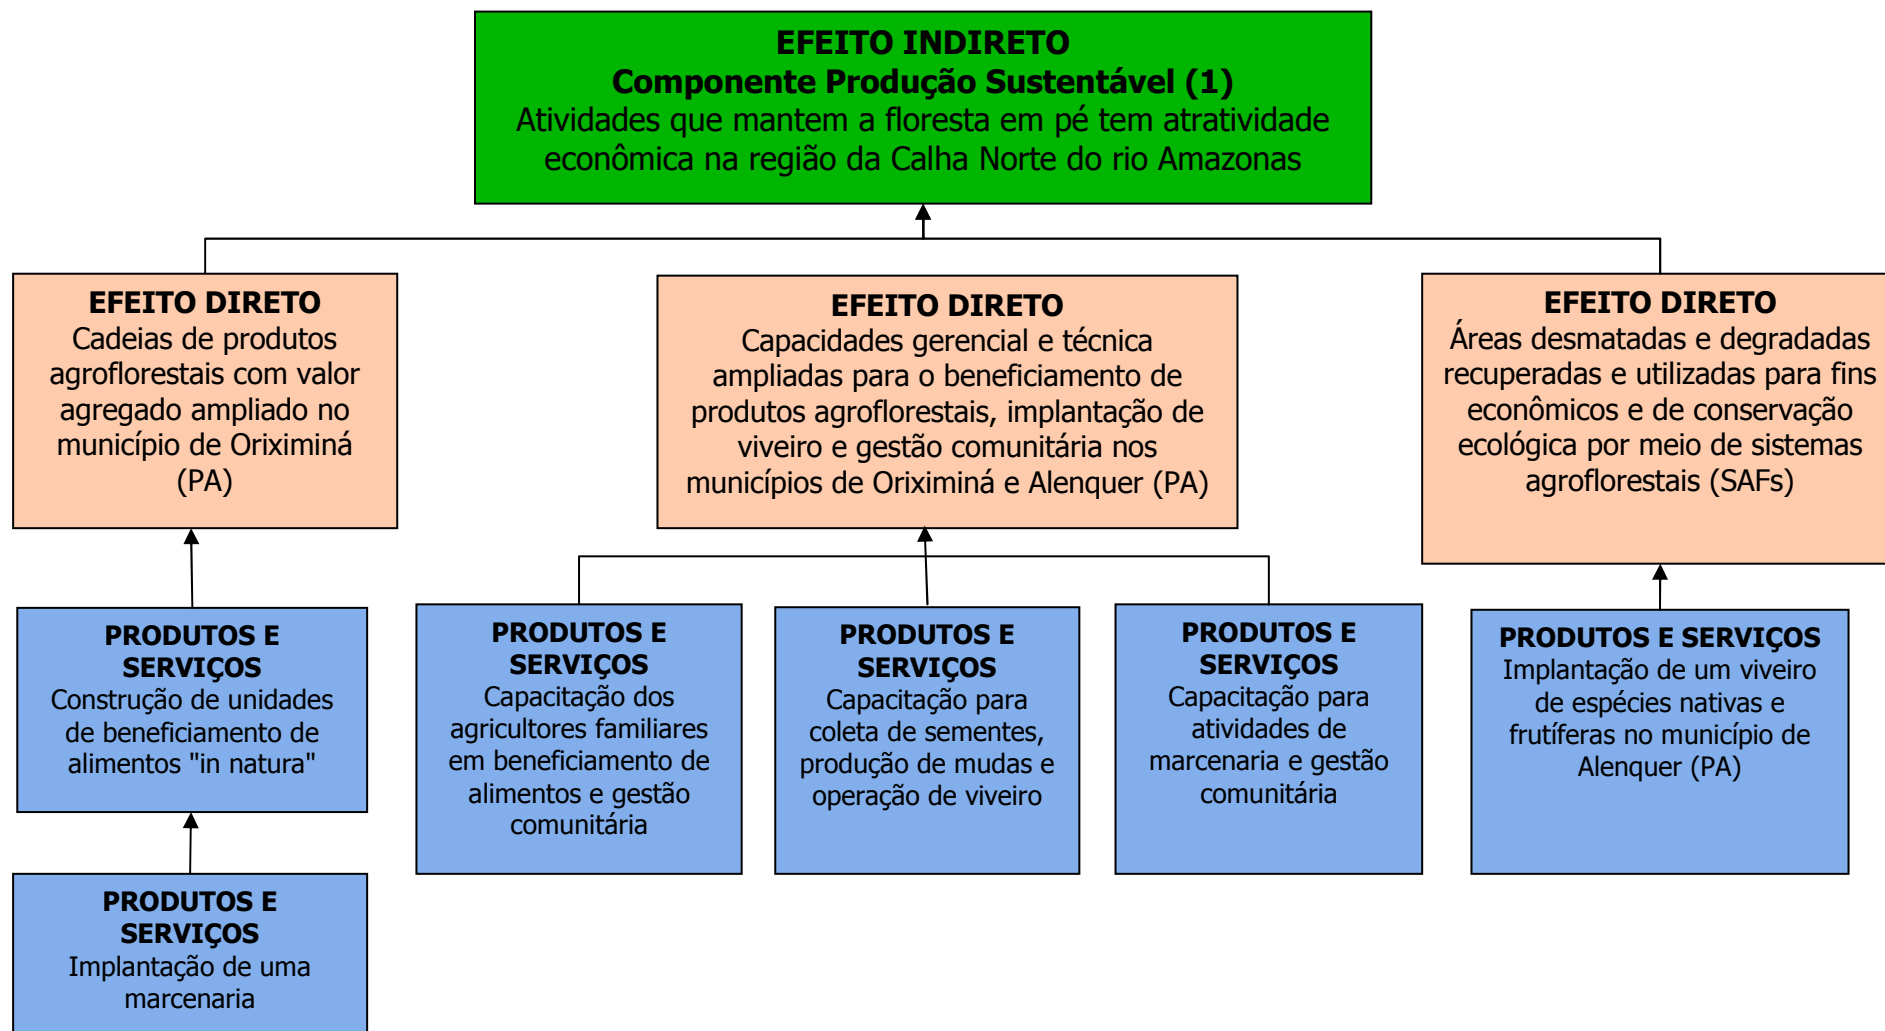 EFEITO INDIRETO
Componente Produção Sustentável (1)
Atividades que mantem a floresta em pé tem atratividade
econômica na região da Calha Norte do rio Amazonas
EFEITO DIRETO
Cadeias de produtos
agroflorestais com valor
agregado ampliado no
município de Oriximiná
(PA)
EFEITO DIRETO
Capacidades gerencial e técnica
ampliadas para o beneficiamento de
produtos agroflorestais, implantação de
viveiro e gestão comunitária nos
municípios de Oriximiná e Alenquer (PA)
EFEITO DIRETO
Áreas desmatadas e degradadas
recuperadas e utilizadas para fins
econômicos e de conservação
ecológica por meio de sistemas
agroflorestais (SAFs)
PRODUTOS E
SERVIÇOS
Construção de unidades
de beneficiamento de
alimentos "in natura"
PRODUTOS E
SERVIÇOS
Capacitação dos
agricultores familiares
em beneficiamento de
alimentos e gestão
comunitária
PRODUTOS E
SERVIÇOS
Capacitação para
coleta de sementes,
produção de mudas e
operação de viveiro
PRODUTOS E
SERVIÇOS
Capacitação para
atividades de
marcenaria e gestão
comunitária
PRODUTOS E SERVIÇOS
Implantação de um viveiro
de espécies nativas e
frutíferas no município de
Alenquer (PA)
PRODUTOS E
SERVIÇOS
Implantação de uma
marcenaria